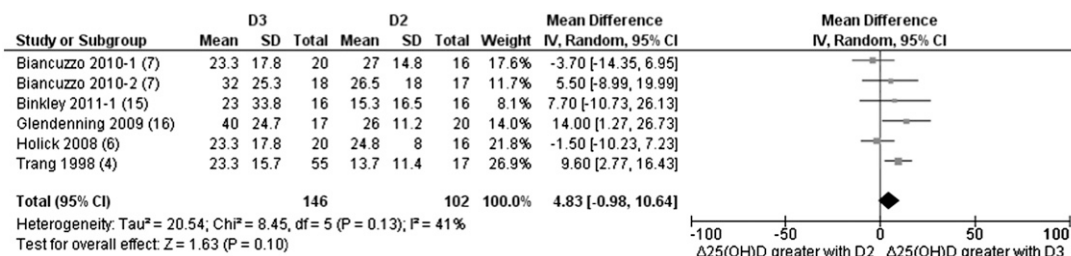 D3 D2 Mean Difference Mean Difference
Study or Subgroup Mean SD Total Mean SD Total Weight IV, Random, 95% CI IV, Random, 95% CI
Biancuzzo 2010-1 (7) 23.3 17.8 20 27 14.8 16 17.6% -3.70 [-14.35, 6.95]
Biancuzzo 2010-2 (7) 32 25.3 18 26.5 18 17 11.7% 5.50 [-8.99, 19.99]
Binkley 2011-1 (15) 23 33.8 16 15.3 16.5 16 8.1% 7.70 [-10.73, 26.13]
Glendenning 2009 (16) 40 24.7 17 26 11.2 20 14.0% 14.00 [1.27, 26.73]
Holick 2008 (6) 23.3 17.8 20 24.8 8 16 21.8% -1.50 [-10.23, 7.23]
Trang 1998 (4) 23.3 15.7 55 13.7 11.4 17 26.9% 9.60 [2.77, 16.43]
Total (95% CI) 146 102 100.0% 4.83 [-0.98, 10.64]
Heterogeneity: Tau² = 20.54; Chi² = 8.45, df = 5 (P = 0.13); I² = 41%
Test for overall effect: Z = 1.63 (P = 0.10)
-100 -50 0 50 100
Δ25(OH)D greater with D2 Δ25(OH)D greater with D3